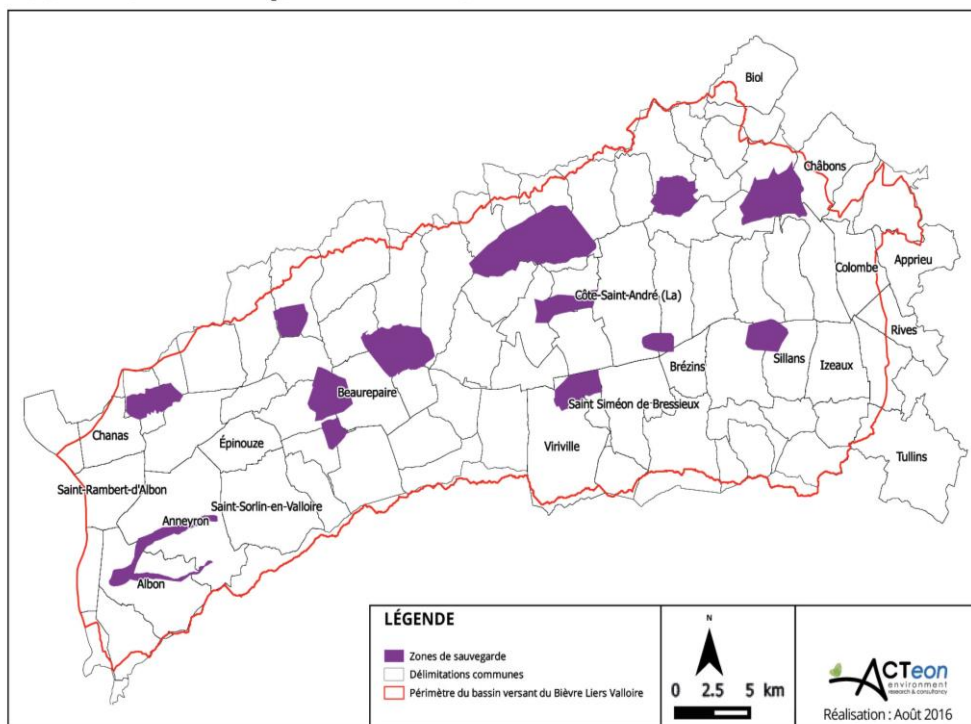 Biol
Châbons
Colombe
Apprieu
Côte-Saint-André (La)
Rives
Brézins
Sillans
Izeaux
Beaurepaire
Saint Siméon de Bressieux
Chanas
Épinouze
Viriville
Tullins
Saint-Rambert-d'Albon
Saint-Sorlin-en-Valloire
Anneyron
Albon
LÉGENDE
Zones de sauvegarde
Délimitations communes
Périmètre du bassin versant du Bièvre Liers Valloire
N
0 2.5 5 km
ACTeon
environment
research & consultancy
Réalisation : Août 2016